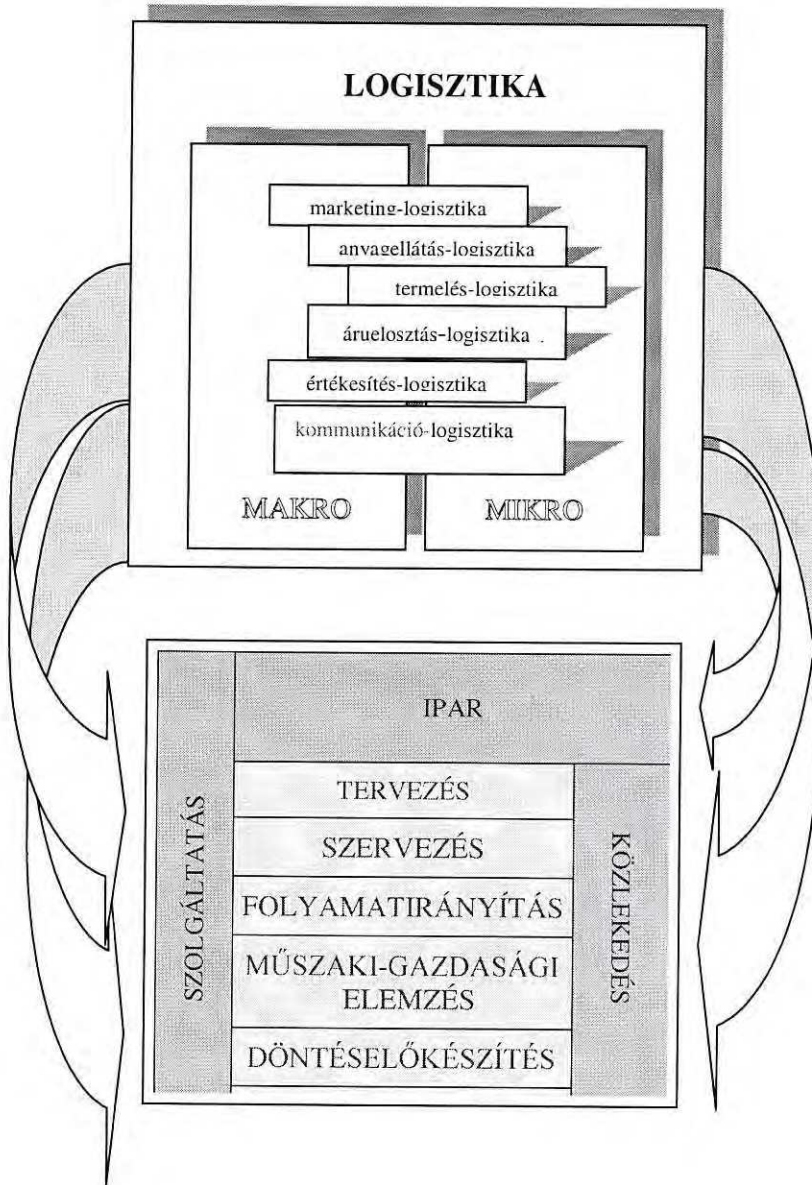 LOGISZTIKA
marketing-logisztika
anyagellátás-logisztika
termelés-logisztika
áruelosztás-logisztika
értékesítés-logisztika
kommunikáció-logisztika
MAKRO
MIKRO
SZOLGÁLTATÁS
IPAR
TERVEZÉS
SZERVEZÉS
FOLYAMATIRÁNYÍTÁS
MŰSZAKI-GAZDASÁGI
ELEMZÉS
DÖNTÉSELŐKÉSZÍTÉS
KÖZLEKEDÉS